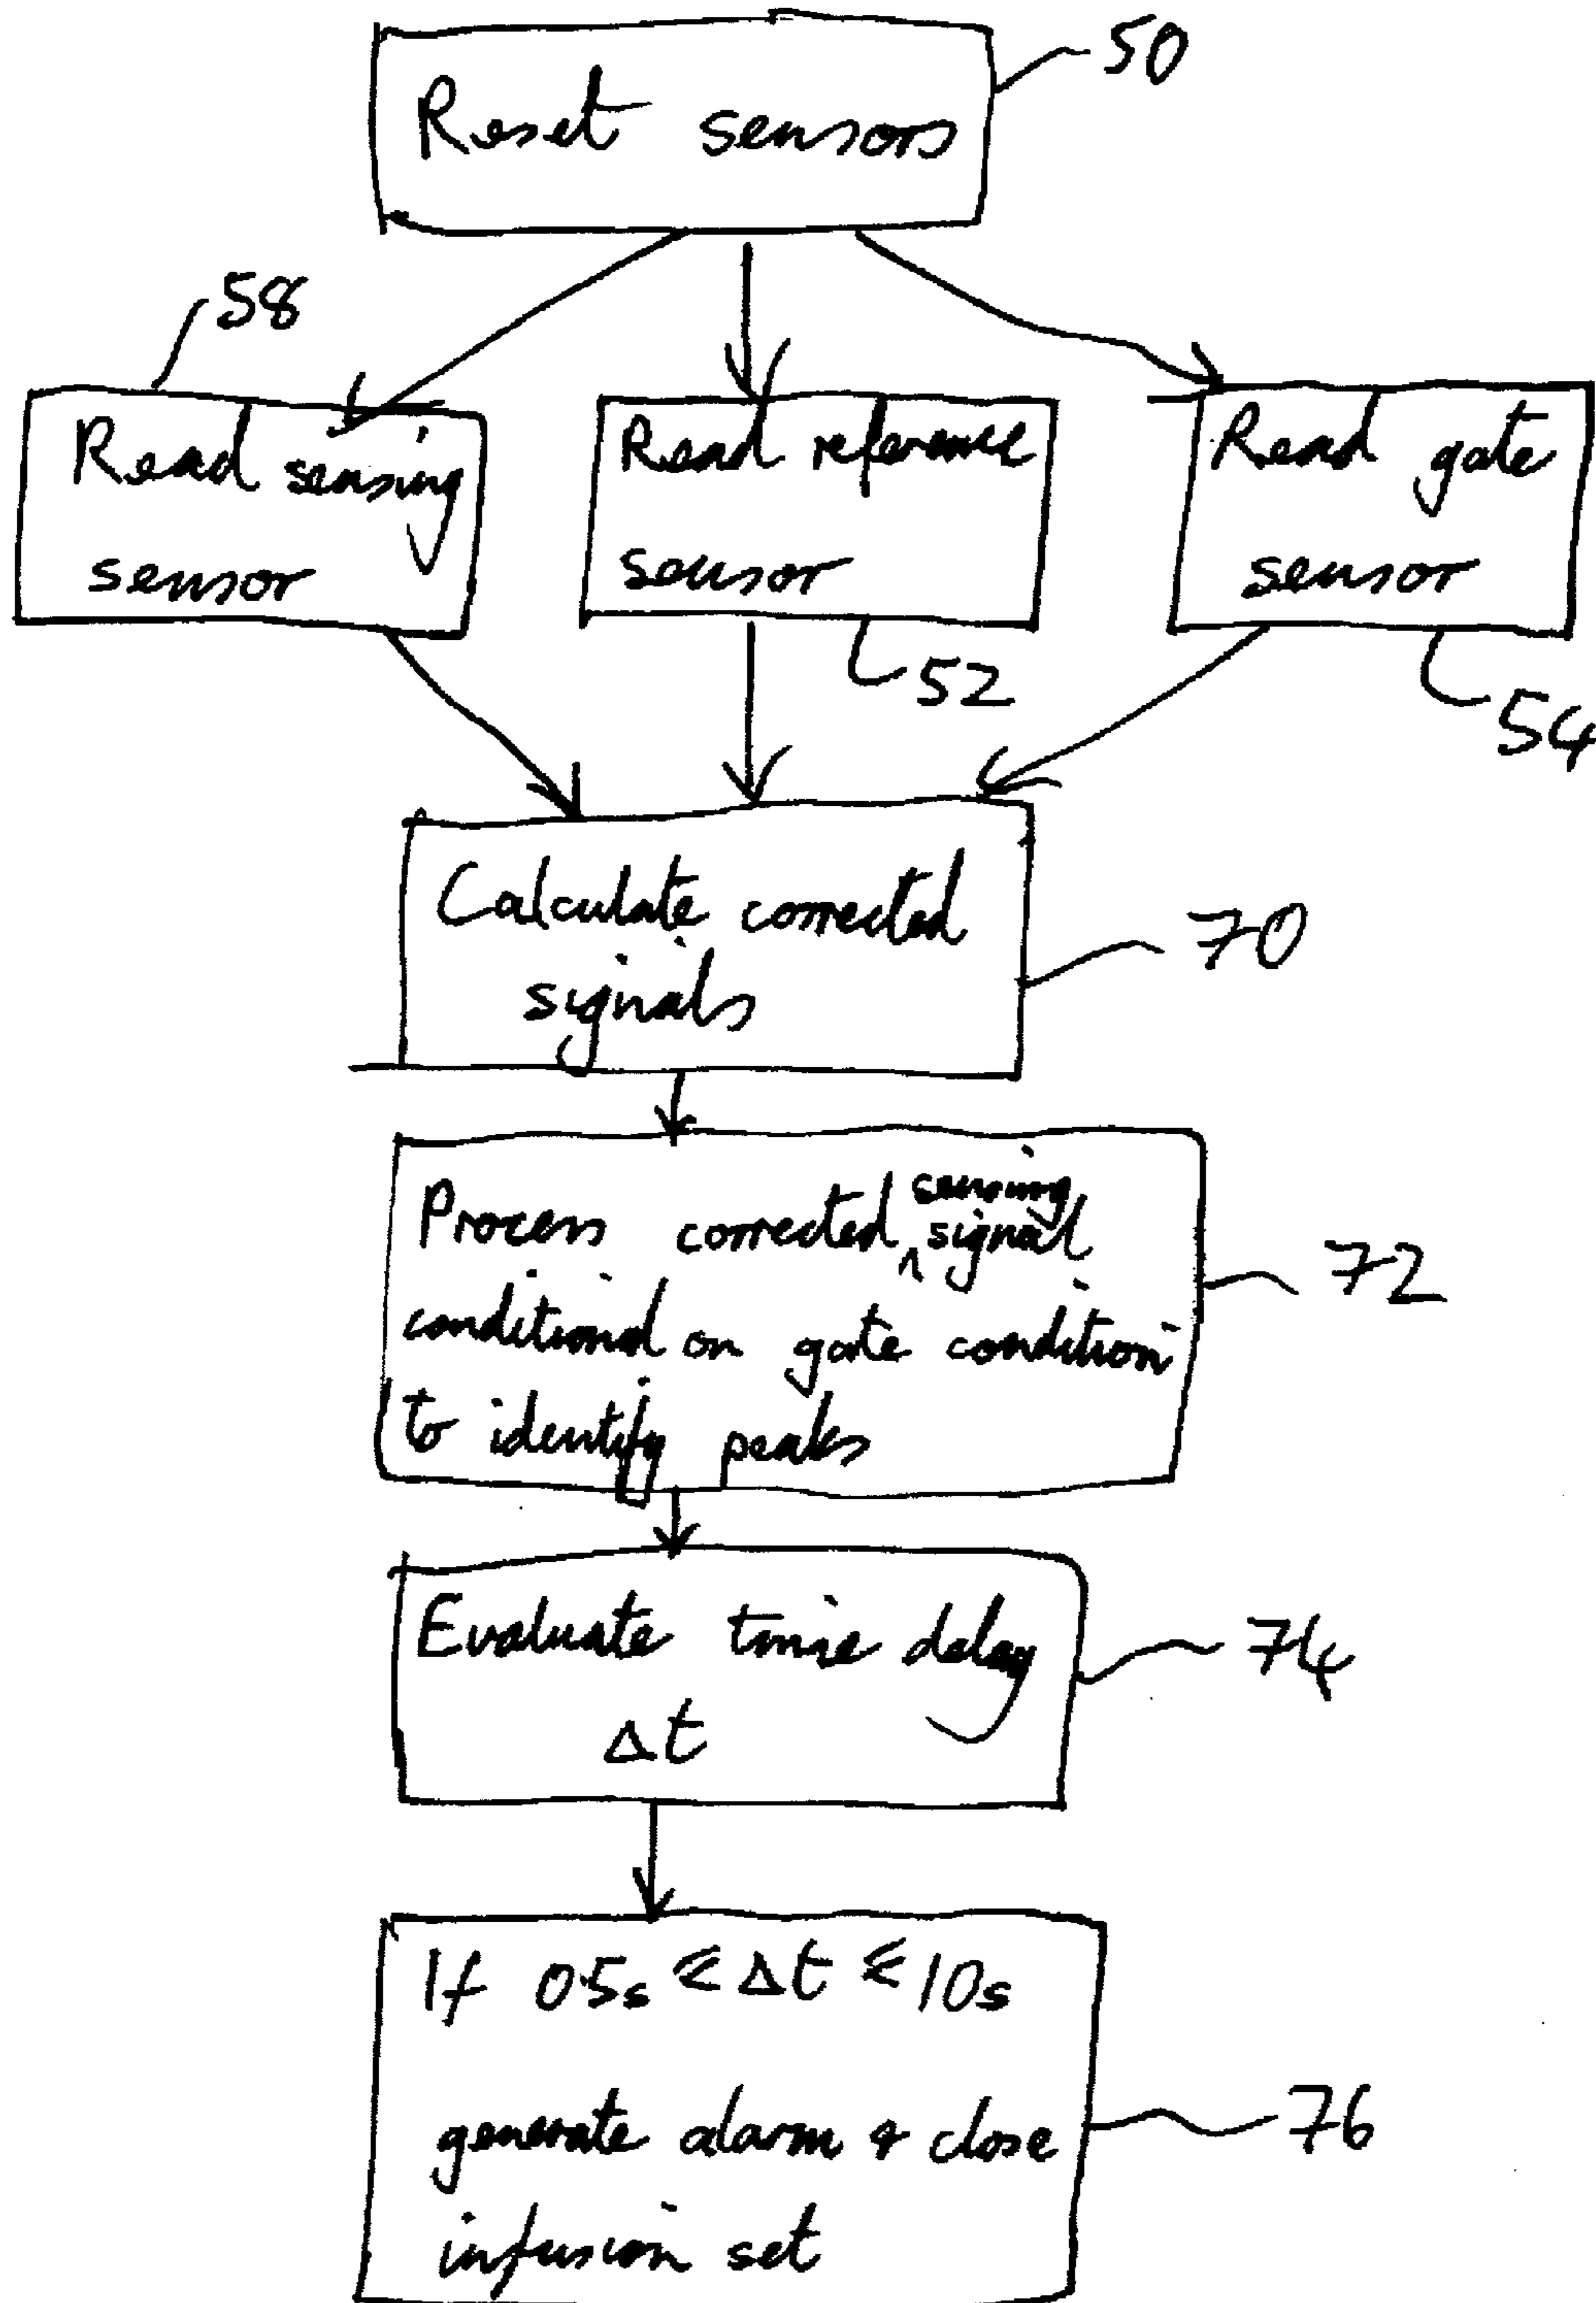 50
Reset sensors
58
Read sensing
sensor
Read reference
sensor
52
Read gate
sensor
54
Calculate corrected
signals
70
sensing
Process corrected ^ signal
conditional on gate condition
to identify peaks
72
Evaluate time delay
Δt
74
If 0·5s ≤ Δt ≤ 10s
generate alarm & close
infusion set
76